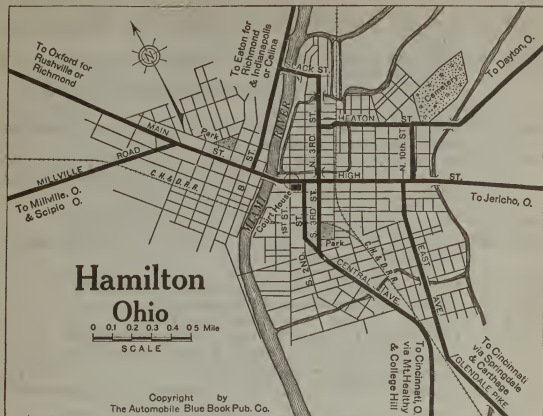 To Oxford for
Rushville or
Richmond
To Eaton for
Richmond
& Indianapolis
or Celina
BLACK ST.
To Dayton, O.
Cemetery
HEATON ST.
N. 3RD ST.
N. 10th ST.
Park
MAIN ST.
RIVER
MILLVILLE ROAD
C.H.& D.R.R.
B ST.
HIGH ST.
To Jericho, O.
To Millville, O.
& Scipio O.
MIAMI
Court House
1ST ST.
S. 2ND ST.
S. 3RD ST.
Park
C.H.& D.R.R.
CENTRAL AVE.
EAST AVE.
Hamilton
Ohio
0 0.1 0.2 0.3 0.4 0.5 Mile
SCALE
To Cincinnati, O.
via Mt. Healthy
& College Hill
To Cincinnati
via Springdale
& Carthage
GLENDALE PIKE
Copyright by
The Automobile Blue Book Pub. Co.